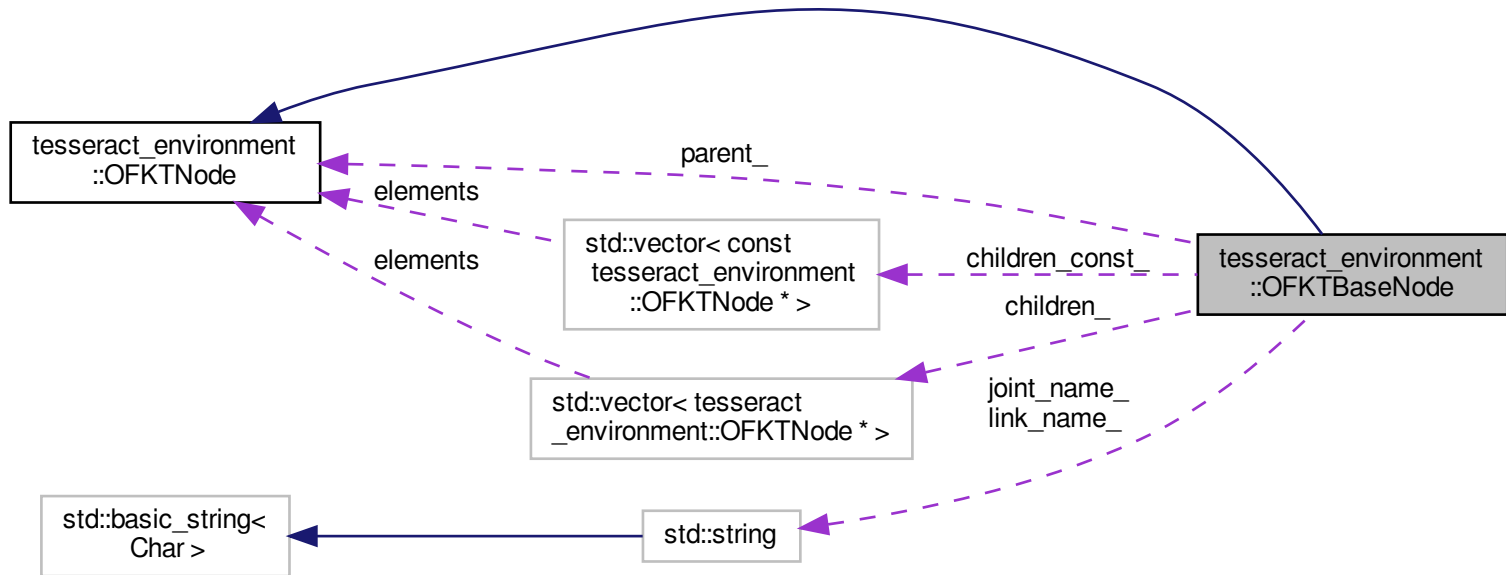 tesseract_environment
::OFKTNode
parent_
elements
elements
std::vector< const
tesseract_environment
::OFKTNode * >
children_const_
tesseract_environment
::OFKTBaseNode
children_
std::vector< tesseract
_environment::OFKTNode * >
joint_name_
link_name_
std::basic_string<
Char >
std::string